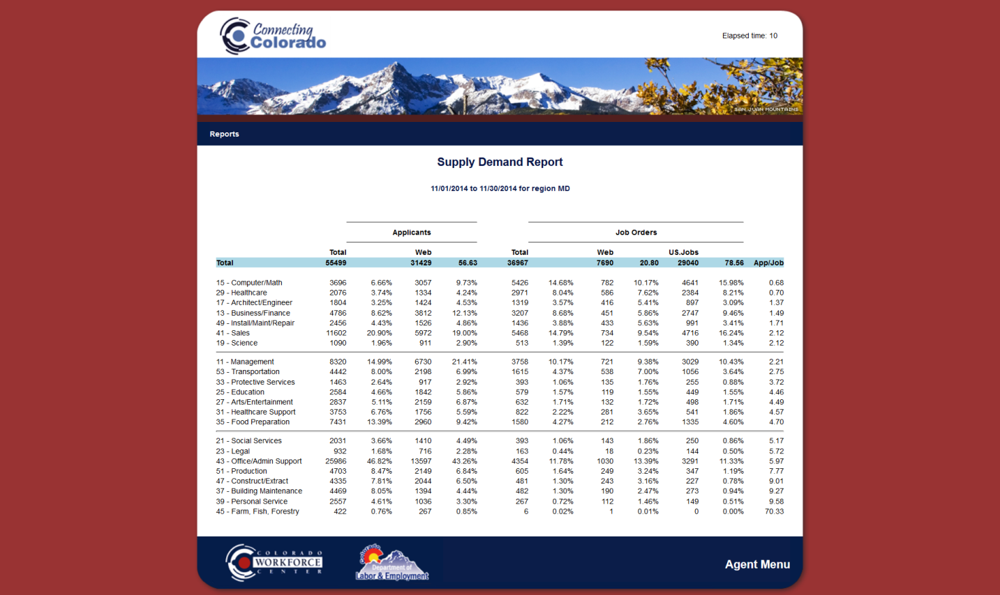 Connecting
Colorado
Elapsed time: 10
SAN JUAN MOUNTAINS
Reports
Supply Demand Report
11/01/2014 to 11/30/2014 for region MD
Applicants Job Orders
Total Web Total Web US.Jobs
Total 55499 31429 56.63 36967 7690 20.80 29040 78.56 App/Job
15 - Computer/Math 3696 6.66% 3057 9.73% 5426 14.68% 782 10.17% 4641 15.98% 0.68
29 - Healthcare 2076 3.74% 1334 4.24% 2971 8.04% 586 7.62% 2384 8.21% 0.70
17 - Architect/Engineer 1804 3.25% 1424 4.53% 1319 3.57% 416 5.41% 897 3.09% 1.37
13 - Business/Finance 4786 8.62% 3812 12.13% 3207 8.68% 451 5.86% 2747 9.46% 1.49
49 - Install/Maint/Repair 2456 4.43% 1526 4.86% 1436 3.88% 433 5.63% 991 3.41% 1.71
41 - Sales 11602 20.90% 5972 19.00% 5468 14.79% 734 9.54% 4716 16.24% 2.12
19 - Science 1090 1.96% 911 2.90% 513 1.39% 122 1.59% 390 1.34% 2.12
11 - Management 8320 14.99% 6730 21.41% 3758 10.17% 721 9.38% 3029 10.43% 2.21
53 - Transportation 4442 8.00% 2198 6.99% 1615 4.37% 538 7.00% 1056 3.64% 2.75
33 - Protective Services 1463 2.64% 917 2.92% 393 1.06% 135 1.76% 255 0.88% 3.72
25 - Education 2584 4.66% 1842 5.86% 579 1.57% 119 1.55% 449 1.55% 4.46
27 - Arts/Entertainment 2837 5.11% 2159 6.87% 632 1.71% 132 1.72% 498 1.71% 4.49
31 - Healthcare Support 3753 6.76% 1756 5.59% 822 2.22% 281 3.65% 541 1.86% 4.57
35 - Food Preparation 7431 13.39% 2960 9.42% 1580 4.27% 212 2.76% 1335 4.60% 4.70
21 - Social Services 2031 3.66% 1410 4.49% 393 1.06% 143 1.86% 250 0.86% 5.17
23 - Legal 932 1.68% 716 2.28% 163 0.44% 18 0.23% 144 0.50% 5.72
43 - Office/Admin Support 25986 46.82% 13597 43.26% 4354 11.78% 1030 13.39% 3291 11.33% 5.97
51 - Production 4703 8.47% 2149 6.84% 605 1.64% 249 3.24% 347 1.19% 7.77
47 - Construct/Extract 4335 7.81% 2044 6.50% 481 1.30% 243 3.16% 227 0.78% 9.01
37 - Building Maintenance 4469 8.05% 1394 4.44% 482 1.30% 190 2.47% 273 0.94% 9.27
39 - Personal Service 2557 4.61% 1036 3.30% 267 0.72% 112 1.46% 149 0.51% 9.58
45 - Farm, Fish, Forestry 422 0.76% 267 0.85% 6 0.02% 1 0.01% 0 0.00% 70.33
COLORADO
WORKFORCE
CENTER
Colorado
Department of
Labor & Employment
Agent Menu